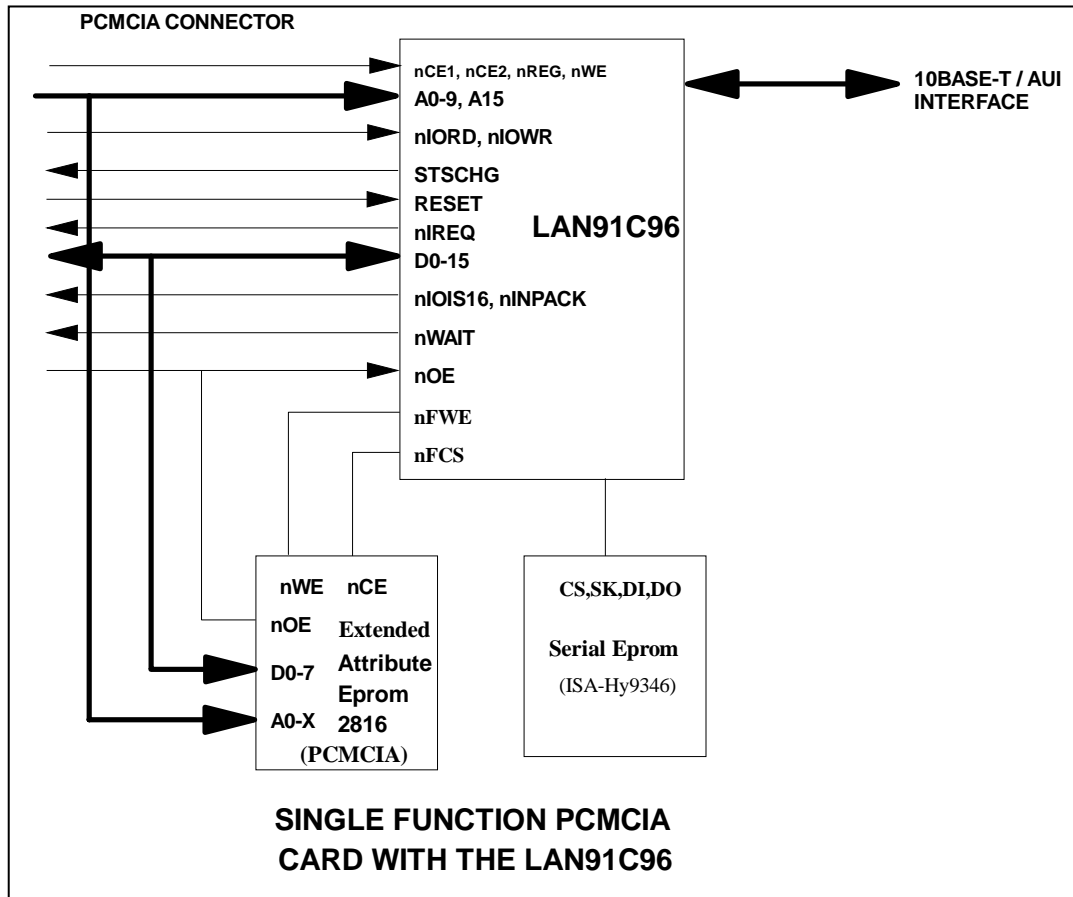 PCMCIA CONNECTOR
nCE1, nCE2, nREG, nWE
A0-9, A15
nIORD, nIOWR
STSCHG
RESET
nIREQ
D0-15
nIOIS16, nINPACK
nWAIT
nOE
nFWE
nFCS
LAN91C96
10BASE-T / AUI
INTERFACE
nWE nCE
nOE Extended
D0-7 Attribute
Eprom
A0-X 2816
(PCMCIA)
CS,SK,DI,DO
Serial Eprom
(ISA-Hy9346)
SINGLE FUNCTION PCMCIA
CARD WITH THE LAN91C96